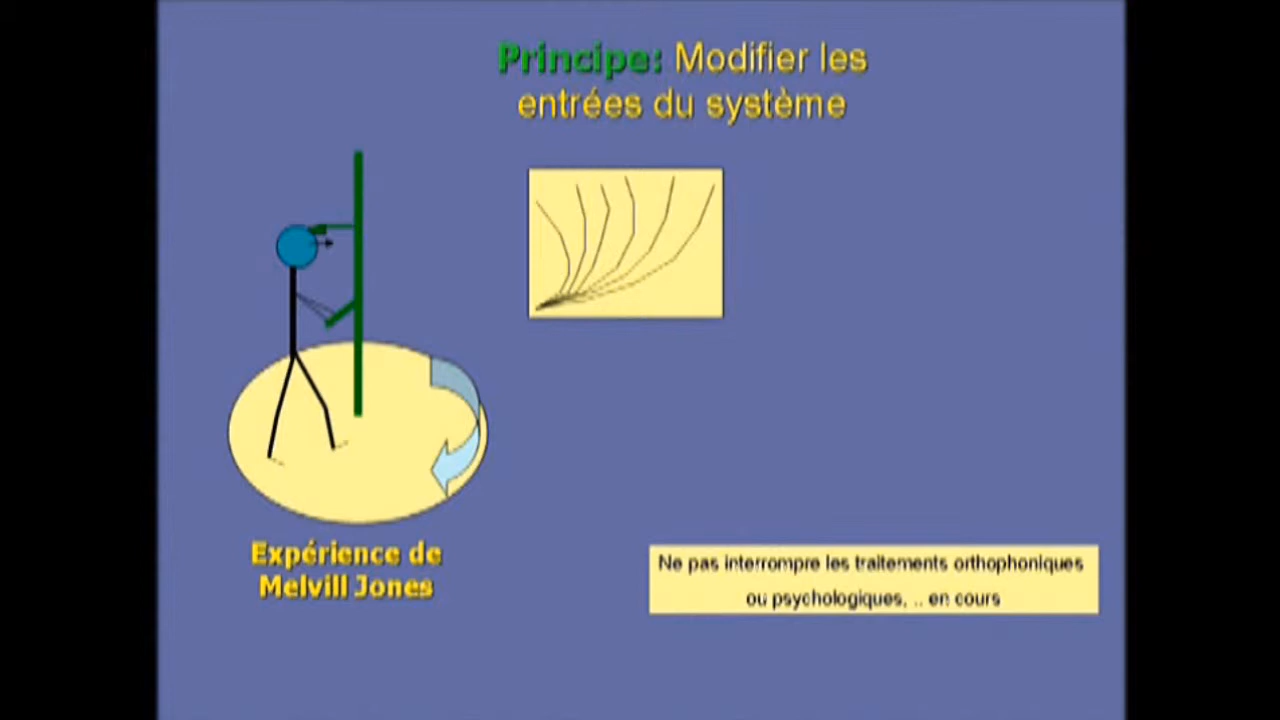 Principe: Modifier les
entrées du système
Expérience de
Melvill Jones
Ne pas interrompre les traitements orthophoniques
ou psychologiques, .. en cours